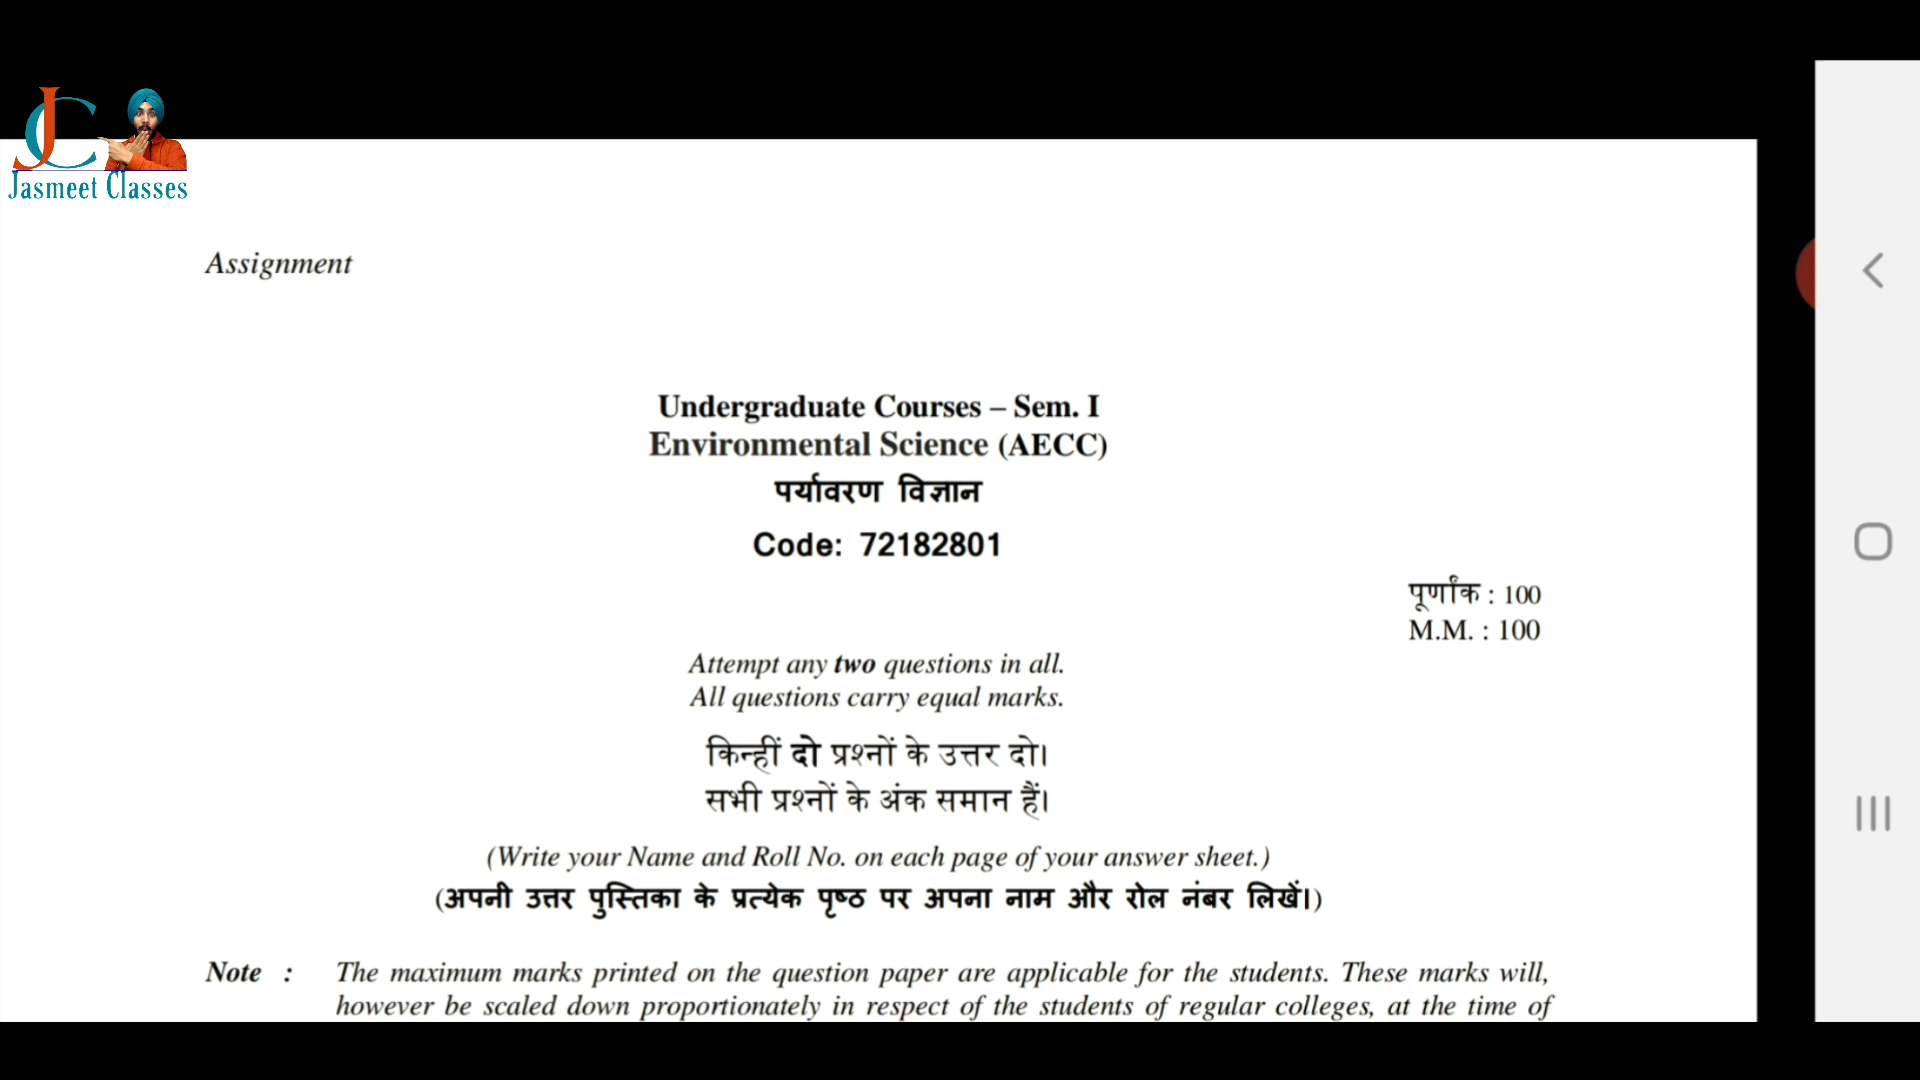 JC
Jasmeet Classes
Assignment
Undergraduate Courses – Sem. I
Environmental Science (AECC)
पर्यावरण विज्ञान
Code: 72182801
पूर्णांक : 100
M.M. : 100
Attempt any two questions in all.
All questions carry equal marks.
किन्हीं दो प्रश्नों के उत्तर दो।
सभी प्रश्नों के अंक समान हैं।
(Write your Name and Roll No. on each page of your answer sheet.)
(अपनी उत्तर पुस्तिका के प्रत्येक पृष्ठ पर अपना नाम और रोल नंबर लिखें।)
Note : The maximum marks printed on the question paper are applicable for the students. These marks will,
however be scaled down proportionately in respect of the students of regular colleges, at the time of